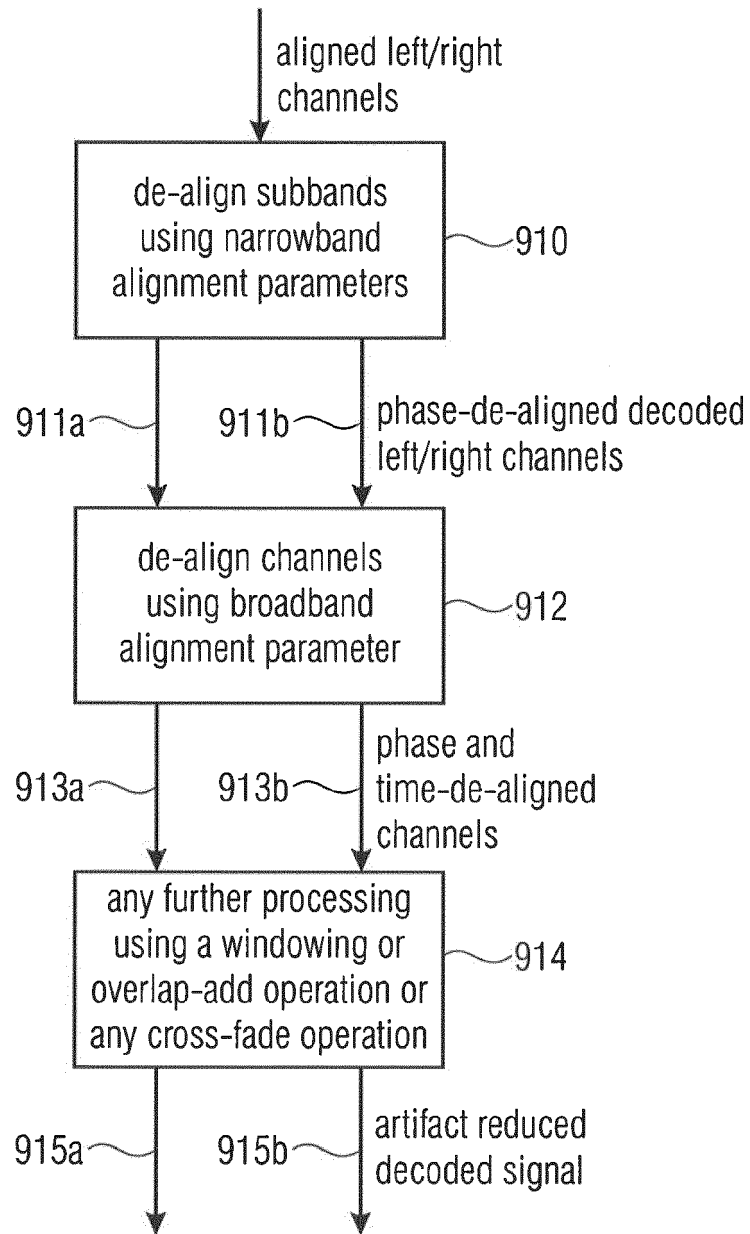 aligned left/right
channels
de-align subbands
using narrowband
alignment parameters
910
911a
911b
phase-de-aligned decoded
left/right channels
de-align channels
using broadband
alignment parameter
912
913a
913b
phase and
time-de-aligned
channels
any further processing
using a windowing or
overlap-add operation or
any cross-fade operation
914
915a
915b
artifact reduced
decoded signal